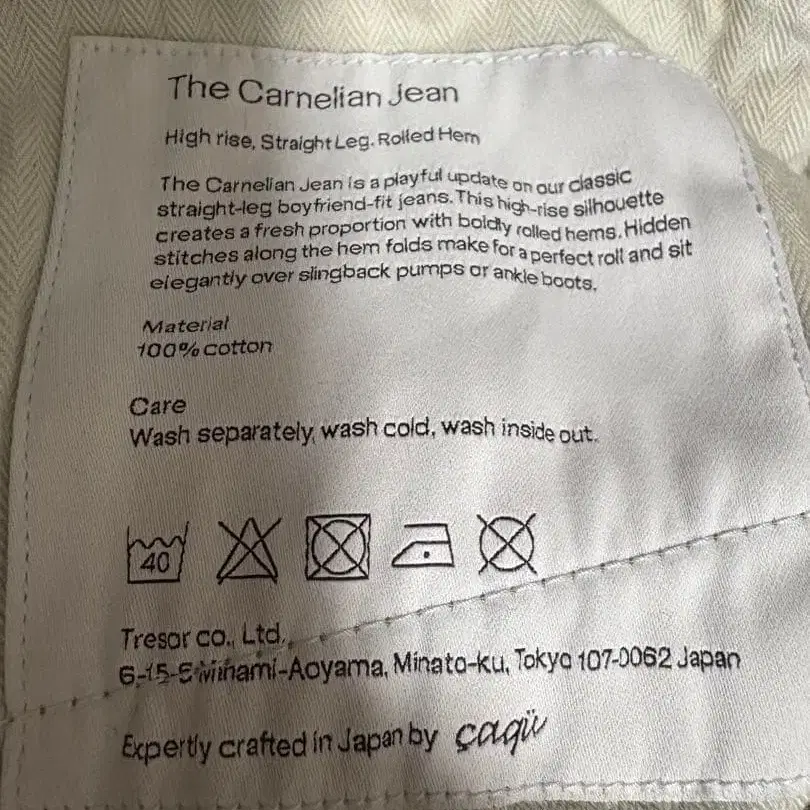 The Carnelian Jean
High rise, Straight Leg. Rolled Hem
The Carnelian Jean is a playful update on our classic
straight-leg boyfriend-fit jeans. This high-rise silhouette
creates a fresh proportion with boldly rolled hems. Hidden
stitches along the hem folds make for a perfect roll and sit
elegantly over slingback pumps or ankle boots.
Material
100% cotton
Care
Wash separately, wash cold, wash inside out.
40
Tresor co., Ltd.
Minami-Aoyama, Minato-ku, Tokyo 107-0062 Japan
Expertly crafted in Japan by çagü